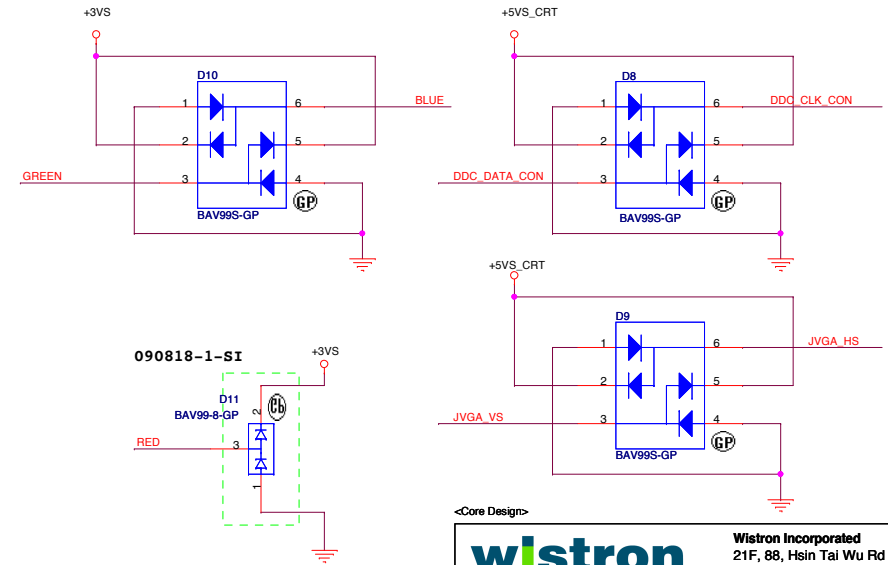 +3VS
D10
1
6
BLUE
2
5
GREEN
3
4
GP
BAV99S-GP
+5VS_CRT
D8
1
6
DDC_CLK_CON
2
5
DDC_DATA_CON
3
4
GP
BAV99S-GP
+5VS_CRT
D9
1
6
JVGA_HS
2
5
JVGA_VS
3
4
GP
BAV99S-GP
090818-1-SI
+3VS
D11
BAV99-8-GP
2
RED
3
1
<Core Design>
wistron
Wistron Incorporated
21F, 88, Hsin Tai Wu Rd